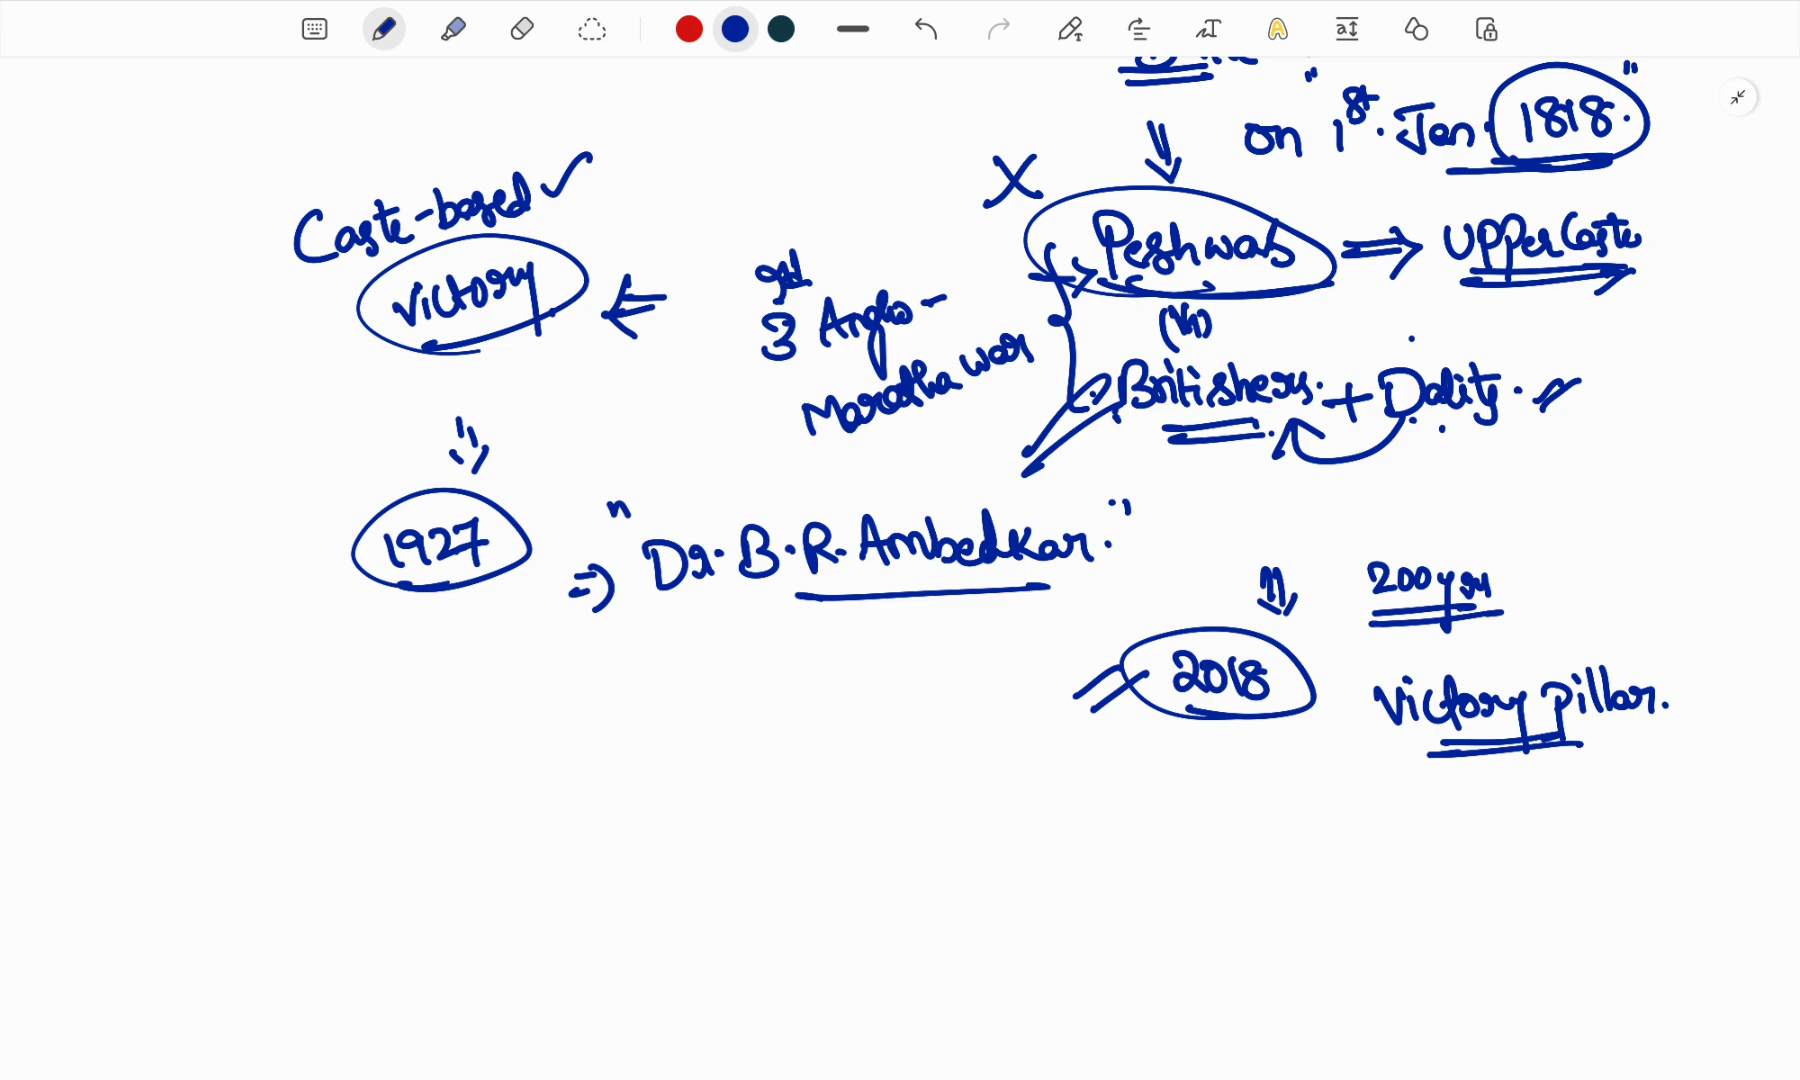 on 1st Jan. 1818.
X
Caste-based
Peshwas ⇒ Upper Caste
victory
3rd Anglo-
Maratha war
(Vs)
Britishers + Dalits.
1927
⇒ "Dr. B. R. Ambedkar."
200 yrs
2018
Victory pillar.